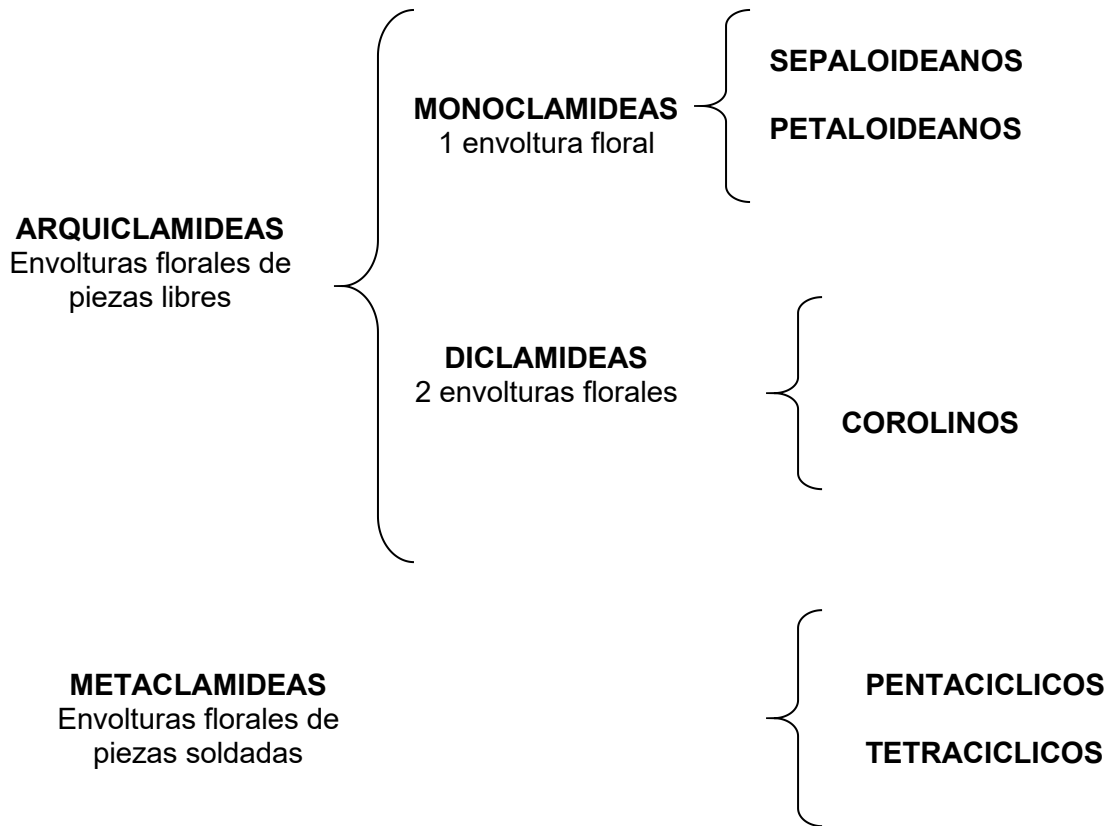 ARQUICLAMIDEAS
Envolturas florales de
piezas libres
MONOCLAMIDEAS
1 envoltura floral
SEPALOIDEANOS
PETALOIDEANOS
DICLAMIDEAS
2 envolturas florales
COROLINOS
METACLAMIDEAS
Envolturas florales de
piezas soldadas
PENTACICLICOS
TETRACICLICOS